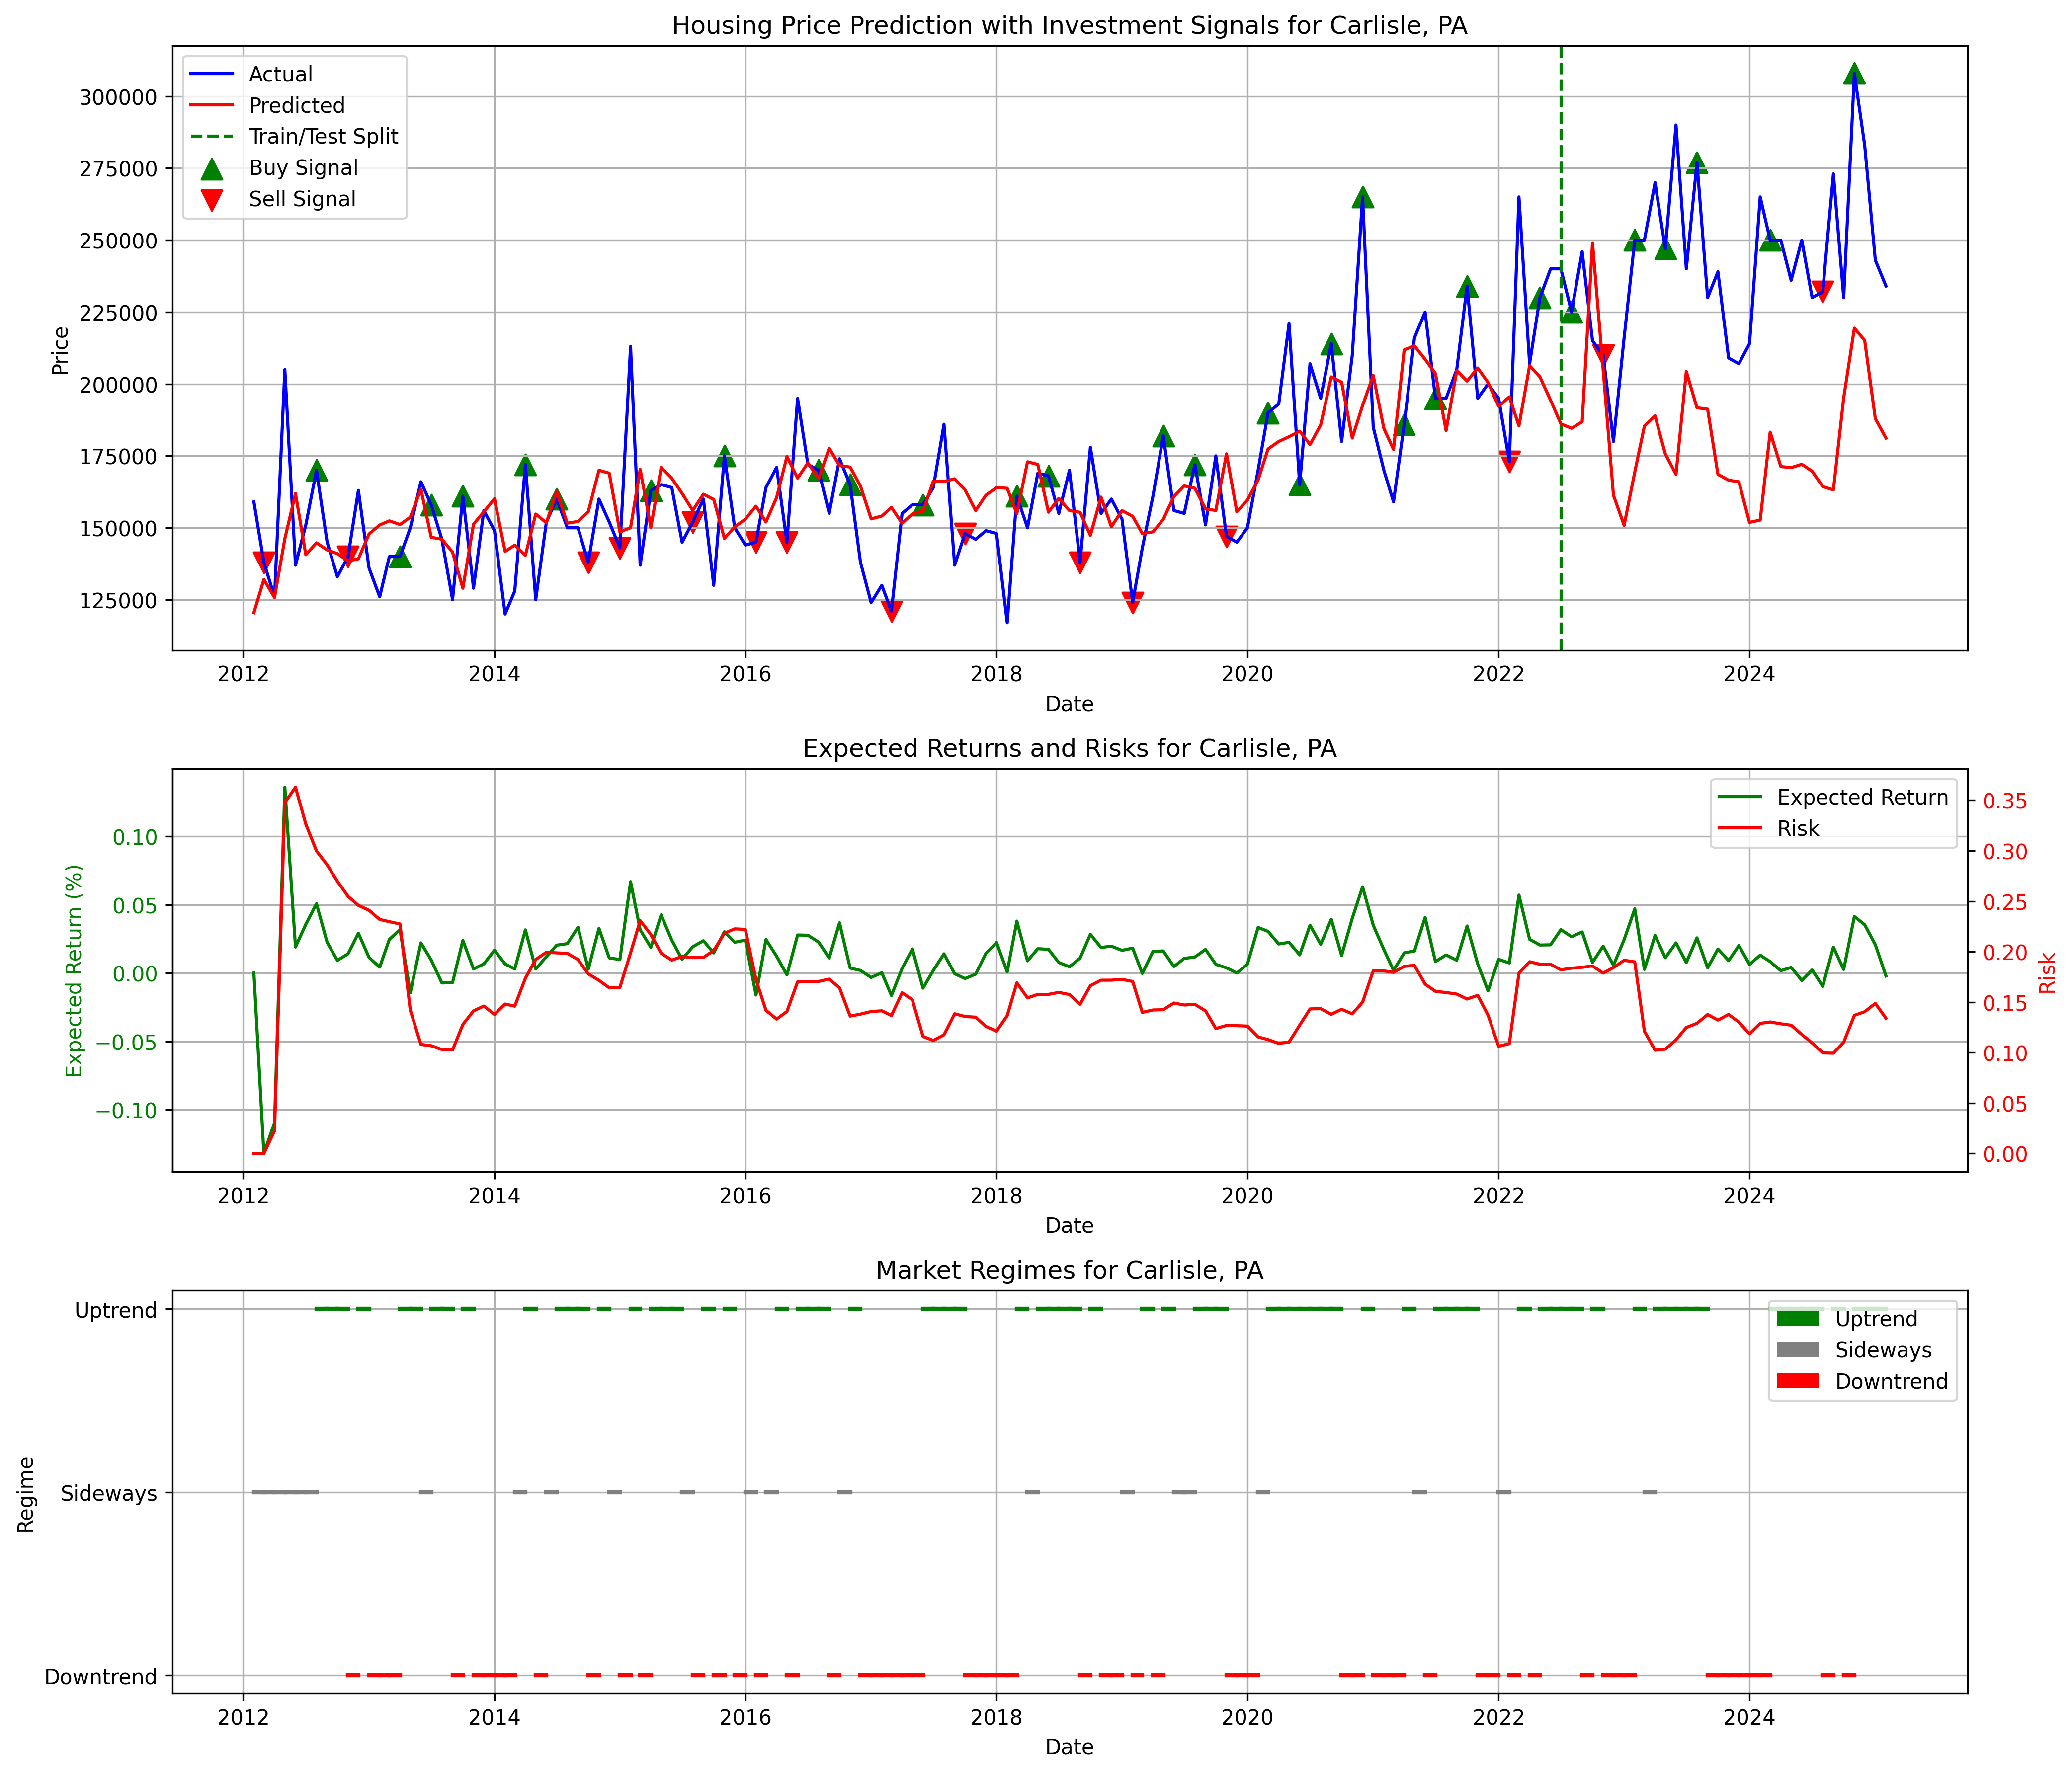 Housing Price Prediction with Investment Signals for Carlisle, PA
Actual
Predicted
Train/Test Split
Buy Signal
Sell Signal
300000
275000
250000
225000
200000
175000
150000
125000
Price
2012 2014 2016 2018 2020 2022 2024
Date
Expected Returns and Risks for Carlisle, PA
Expected Return
Risk
0.10
0.05
0.00
−0.05
−0.10
Expected Return (%)
0.35
0.30
0.25
0.20
0.15
0.10
0.05
0.00
Risk
2012 2014 2016 2018 2020 2022 2024
Date
Market Regimes for Carlisle, PA
Uptrend
Sideways
Downtrend
Uptrend
Sideways
Downtrend
Regime
2012 2014 2016 2018 2020 2022 2024
Date